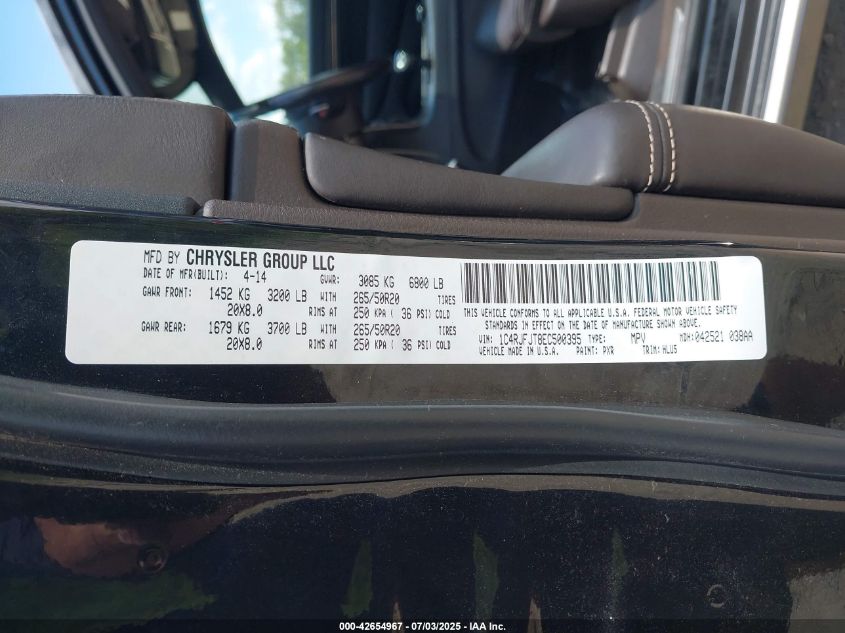 MFD BY CHRYSLER GROUP LLC
DATE OF MFR(BUILT): 4-14 GVWR: 3085 KG 6800 LB
GAWR FRONT: 1452 KG 3200 LB WITH 265/50R20 TIRES
20X8.0 RIMS AT 250 KPA ( 36 PSI) COLD
GAWR REAR: 1679 KG 3700 LB WITH 265/50R20 TIRES
20X8.0 RIMS AT 250 KPA ( 36 PSI) COLD
THIS VEHICLE CONFORMS TO ALL APPLICABLE U.S.A. FEDERAL MOTOR VEHICLE SAFETY
STANDARDS IN EFFECT ON THE DATE OF MANUFACTURE SHOWN ABOVE.
VIN: 1C4RJFJT8EC500395 TYPE: MPV MDH: 042521 038AA
VEHICLE MADE IN U.S.A. PAINT: PXR TRIM: HLU5
000-42654967 - 07/03/2025 - IAA Inc.